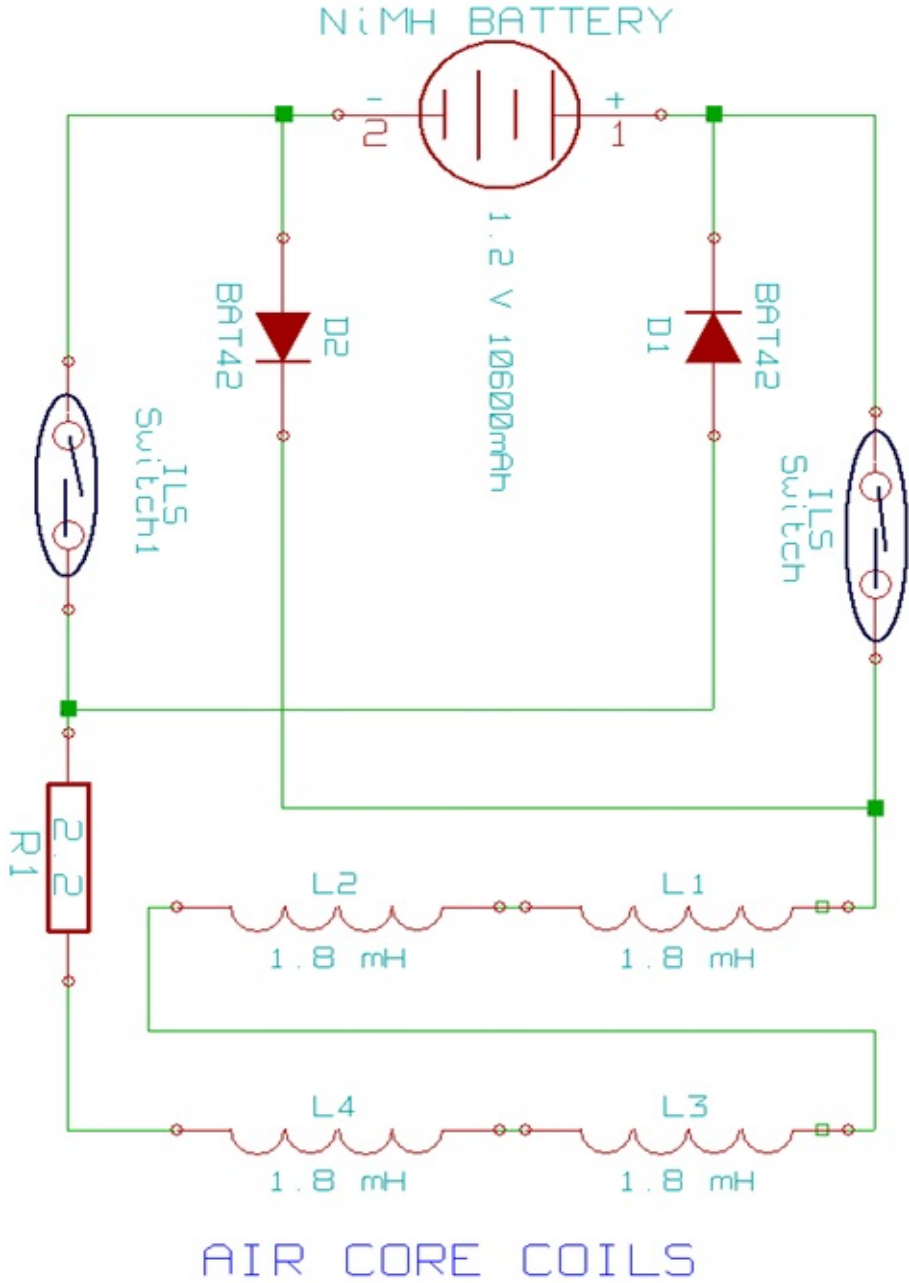 NiMH BATTERY
-
2
+
1
1.2 V 10600mAh
BAT42
D2
D1
BAT42
ILS
Switch1
ILS
Switch
R1
2.2
L2
L1
1.8 mH
1.8 mH
L4
L3
1.8 mH
1.8 mH
AIR CORE COILS